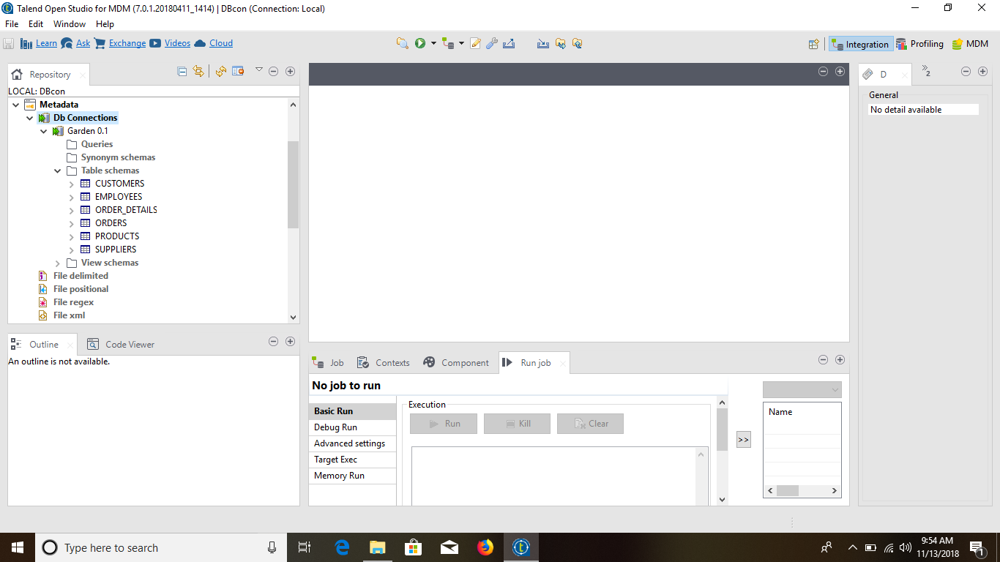 Talend Open Studio for MDM (7.0.1.20180411_1414) | DBcon (Connection: Local)
File Edit Window Help
Learn Ask Exchange Videos Cloud
Integration Profiling MDM
Repository
LOCAL: DBcon
Metadata
Db Connections
Garden 0.1
Queries
Synonym schemas
Table schemas
CUSTOMERS
EMPLOYEES
ORDER_DETAILS
ORDERS
PRODUCTS
SUPPLIERS
View schemas
File delimited
File positional
File regex
File xml
Outline Code Viewer
An outline is not available.
Job Contexts Component Run job
No job to run
Basic Run
Debug Run
Advanced settings
Target Exec
Memory Run
Execution
Run Kill Clear
>>
Name
D
»2
General
No detail available
Type here to search
9:54 AM
11/13/2018
1